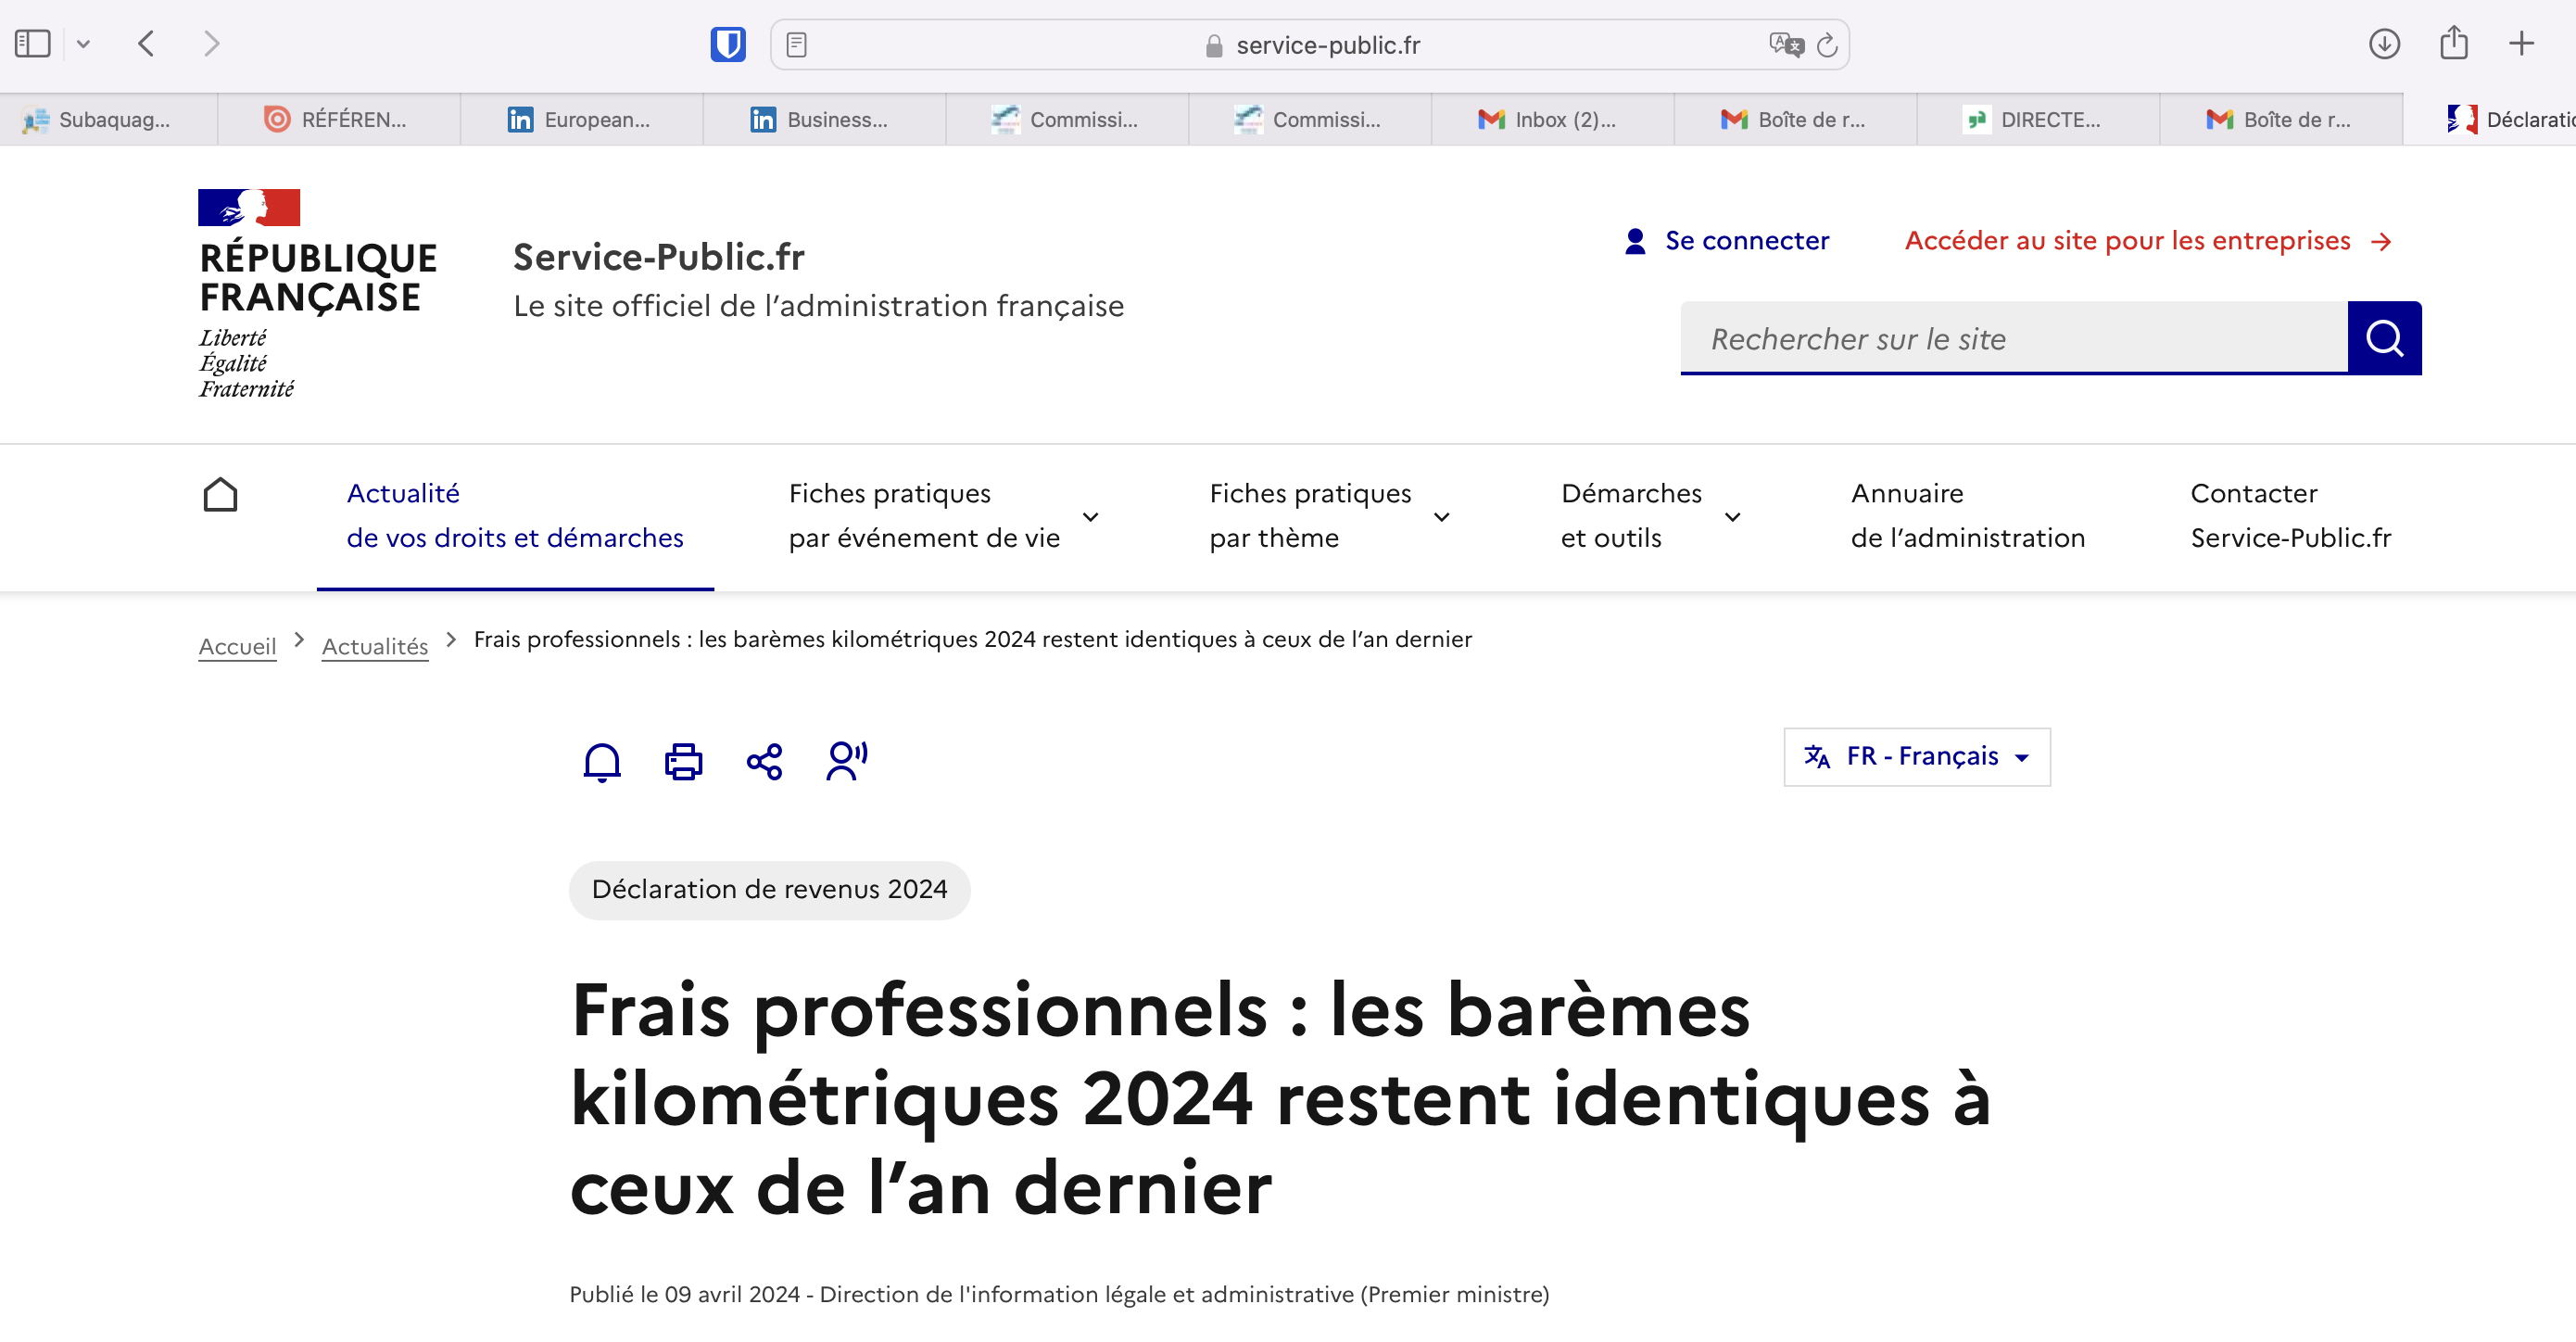 service-public.fr
Subaquag...
RÉFÉREN...
European...
Business...
Commissi...
Commissi...
Inbox (2)...
Boîte de r...
DIRECTE...
Boîte de r...
Déclaratio
RÉPUBLIQUE
FRANÇAISE
Liberté
Égalité
Fraternité
Service-Public.fr
Le site officiel de l’administration française
Se connecter
Accéder au site pour les entreprises
Rechercher sur le site
Actualité
de vos droits et démarches
Fiches pratiques
par événement de vie
Fiches pratiques
par thème
Démarches
et outils
Annuaire
de l’administration
Contacter
Service-Public.fr
Accueil
Actualités
Frais professionnels : les barèmes kilométriques 2024 restent identiques à ceux de l’an dernier
FR - Français
Déclaration de revenus 2024
Frais professionnels : les barèmes
kilométriques 2024 restent identiques à
ceux de l’an dernier
Publié le 09 avril 2024 - Direction de l'information légale et administrative (Premier ministre)